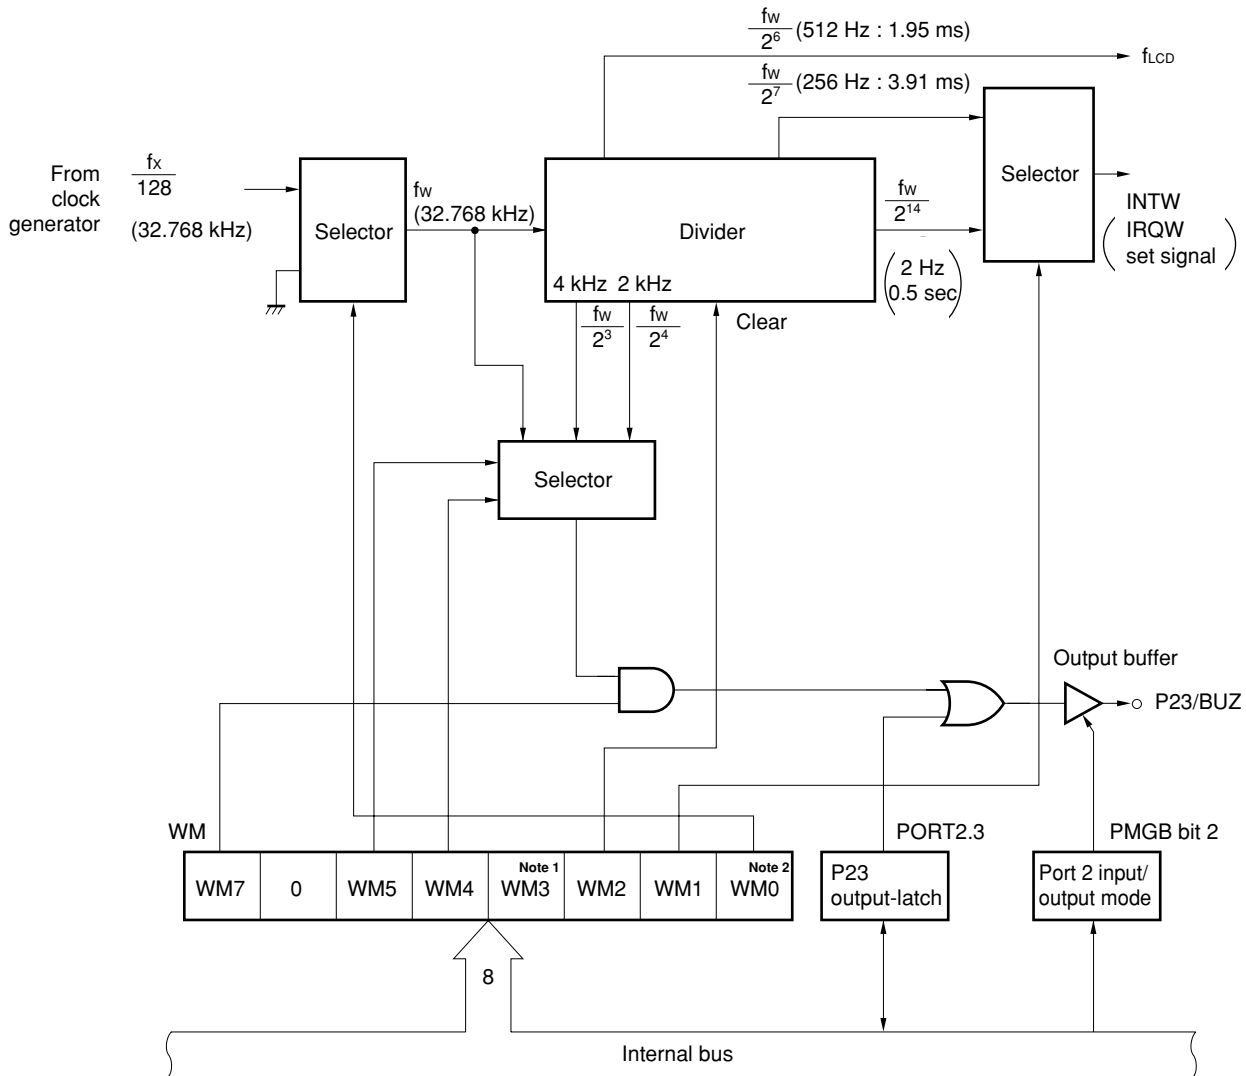 fW
2^6 (512 Hz : 1.95 ms)
fLCD
fW
2^7 (256 Hz : 3.91 ms)
From
clock
generator
fX
128
(32.768 kHz)
Selector
fW
(32.768 kHz)
Divider
4 kHz 2 kHz
fW
2^3
fW
2^4
Clear
fW
2^14
(2 Hz
0.5 sec)
Selector
INTW
(IRQW
set signal)
Selector
Output buffer
P23/BUZ
WM
PORT2.3
PMGB bit 2
WM7
0
WM5
WM4
Note 1
WM3
WM2
WM1
Note 2
WM0
P23
output-latch
Port 2 input/
output mode
8
Internal bus